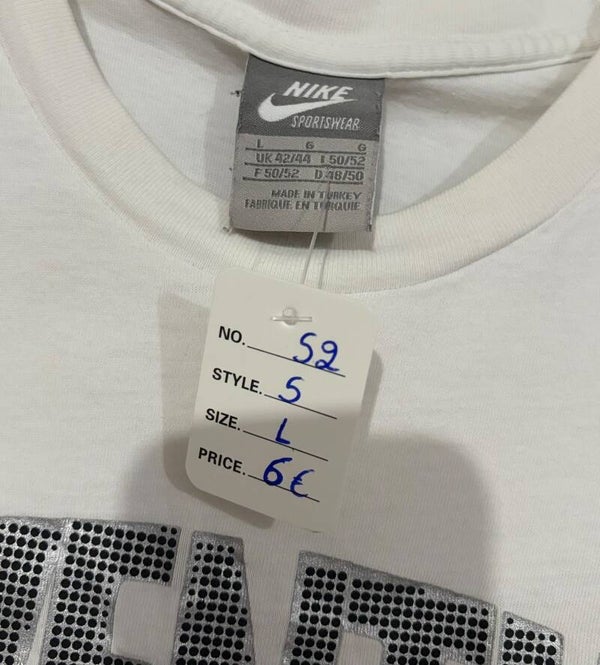 NIKE
SPORTSWEAR
L G G
UK 42/44 I 50/52
F 50/52 D 48/50
MADE IN TURKEY
FABRIQUE EN TURQUIE
NO. 52
STYLE. S
SIZE. L
PRICE. 6€